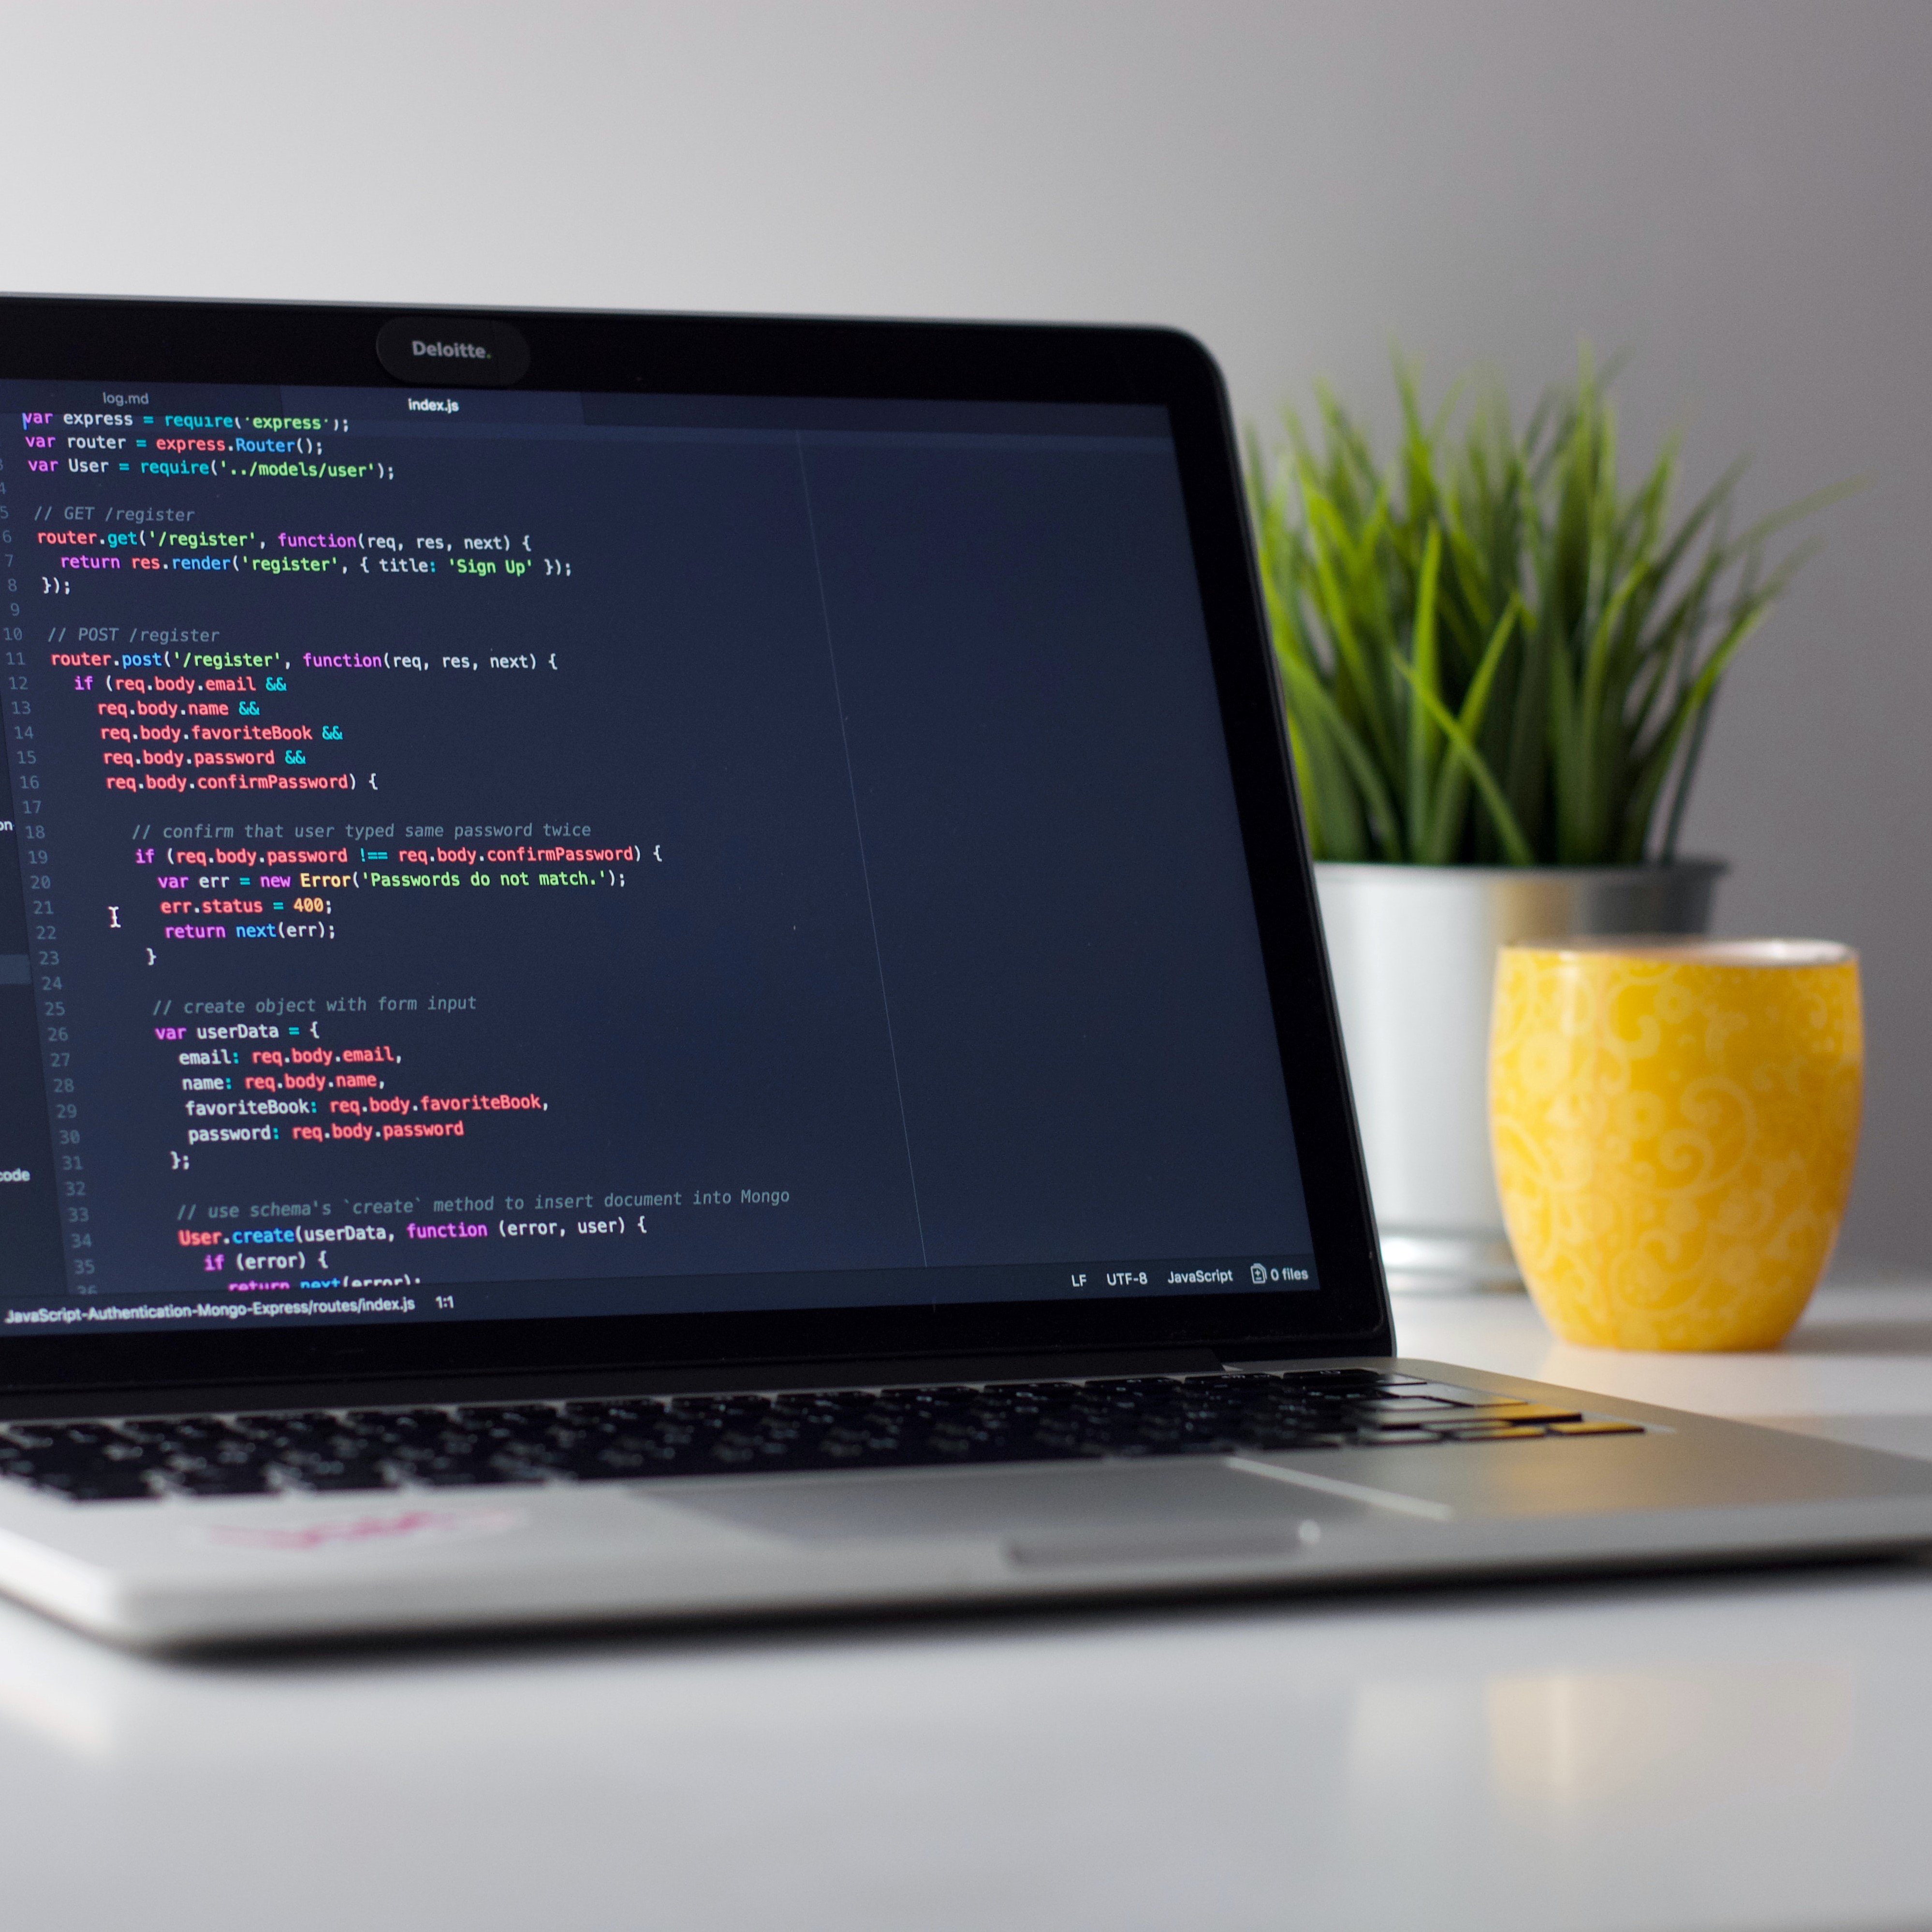 Deloitte.
log.md
index.js
var express = require('express');
var router = express.Router();
3 var User = require('../models/user');
4
5 // GET /register
6 router.get('/register', function(req, res, next) {
7 return res.render('register', { title: 'Sign Up' });
8 });
9
10 // POST /register
11 router.post('/register', function(req, res, next) {
12 if (req.body.email &&
13 req.body.name &&
14 req.body.favoriteBook &&
15 req.body.password &&
16 req.body.confirmPassword) {
17
18 // confirm that user typed same password twice
19 if (req.body.password !== req.body.confirmPassword) {
20 var err = new Error('Passwords do not match.');
21 err.status = 400;
22 return next(err);
23 }
24
25 // create object with form input
26 var userData = {
27 email: req.body.email,
28 name: req.body.name,
29 favoriteBook: req.body.favoriteBook,
30 password: req.body.password
31 };
32
33 // use schema's `create` method to insert document into Mongo
34 User.create(userData, function (error, user) {
35 if (error) {
36 return next(error);
on
code
JavaScript-Authentication-Mongo-Express/routes/index.js 1:1
LF UTF-8 JavaScript 0 files